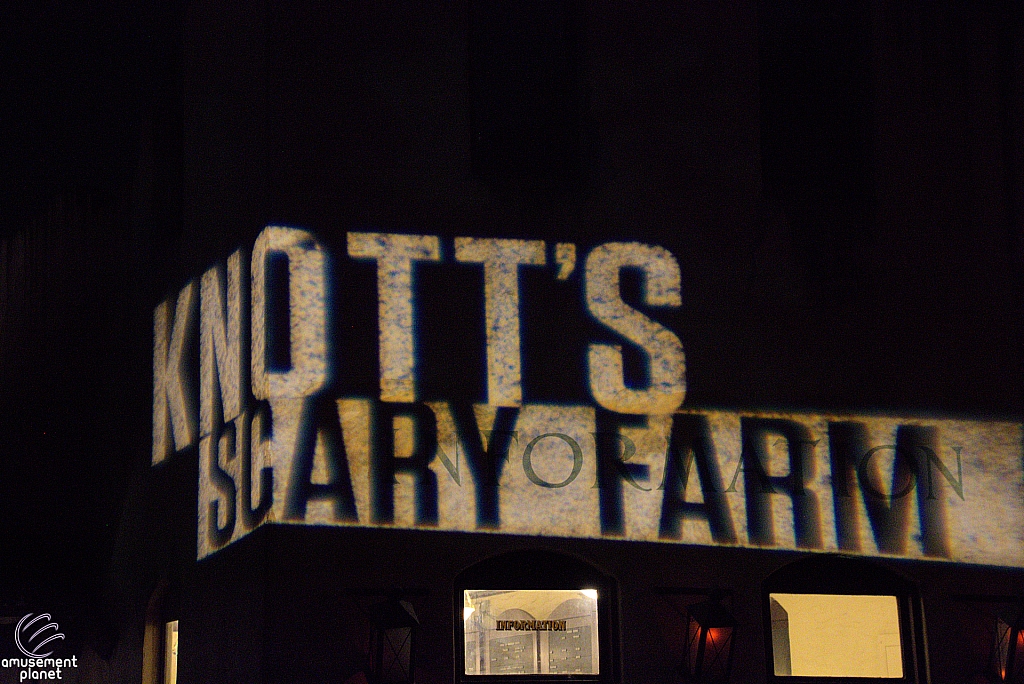 KNOTT'S
SCARY FARM
INFORMATION
INFORMATION
amusement
planet